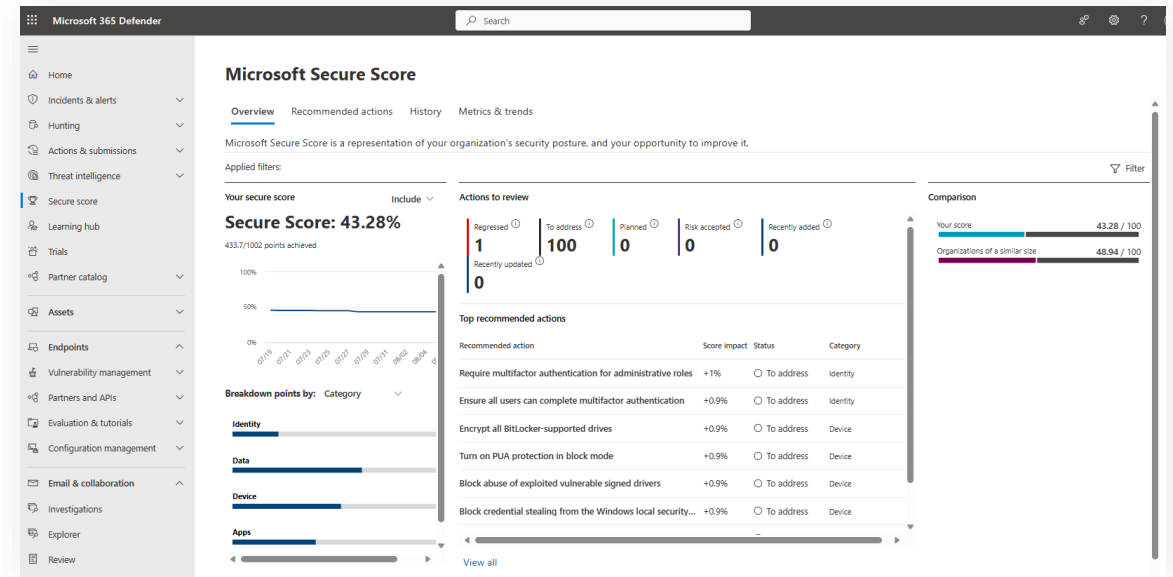 Microsoft 365 Defender
Search
?
Home
Incidents & alerts
Hunting
Actions & submissions
Threat intelligence
Secure score
Learning hub
Trials
Partner catalog
Assets
Endpoints
Vulnerability management
Partners and APIs
Evaluation & tutorials
Configuration management
Email & collaboration
Investigations
Explorer
Review
Microsoft Secure Score
Overview Recommended actions History Metrics & trends
Microsoft Secure Score is a representation of your organization's security posture, and your opportunity to improve it.
Applied filters:
Filter
Your secure score Include
Secure Score: 43.28%
433.7/1002 points achieved
100%
50%
0%
07/19 07/21 07/23 07/25 07/27 07/29 07/31 08/02 08/04
Breakdown points by: Category
Identity
Data
Device
Apps
Actions to review
Regressed To address Planned Risk accepted Recently added
1 100 0 0 0
Recently updated
0
Top recommended actions
Recommended action Score impact Status Category
Require multifactor authentication for administrative roles +1% To address Identity
Ensure all users can complete multifactor authentication +0.9% To address Identity
Encrypt all BitLocker-supported drives +0.9% To address Device
Turn on PUA protection in block mode +0.9% To address Device
Block abuse of exploited vulnerable signed drivers +0.9% To address Device
Block credential stealing from the Windows local security... +0.9% To address Device
View all
Comparison
Your score 43.28 / 100
Organizations of a similar size 48.94 / 100